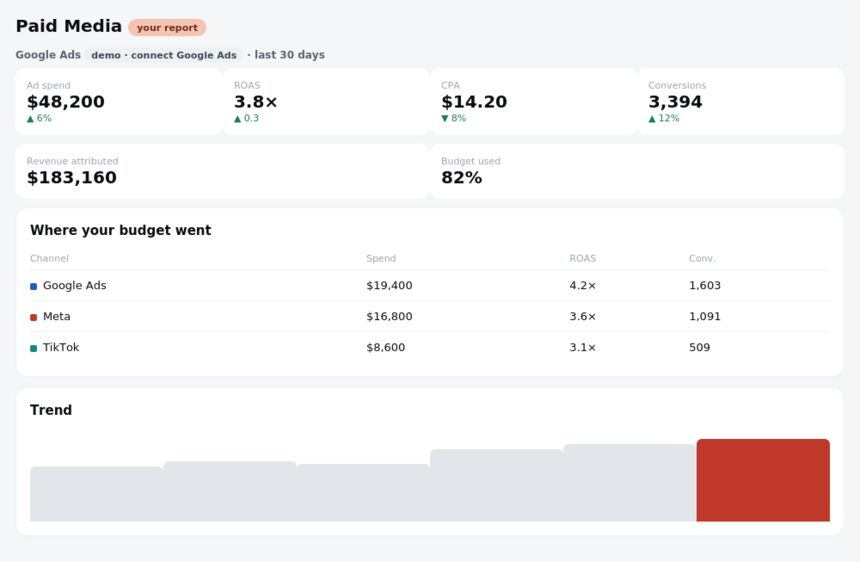 Paid Media your report
Google Ads demo · connect Google Ads · last 30 days
Ad spend ROAS CPA Conversions
$48,200 3.8× $14.20 3,394
▲ 6% ▲ 0.3 ▼ 8% ▲ 12%
Revenue attributed Budget used
$183,160 82%
Where your budget went
Channel Spend ROAS Conv.
Google Ads $19,400 4.2× 1,603
Meta $16,800 3.6× 1,091
TikTok $8,600 3.1× 509
Trend